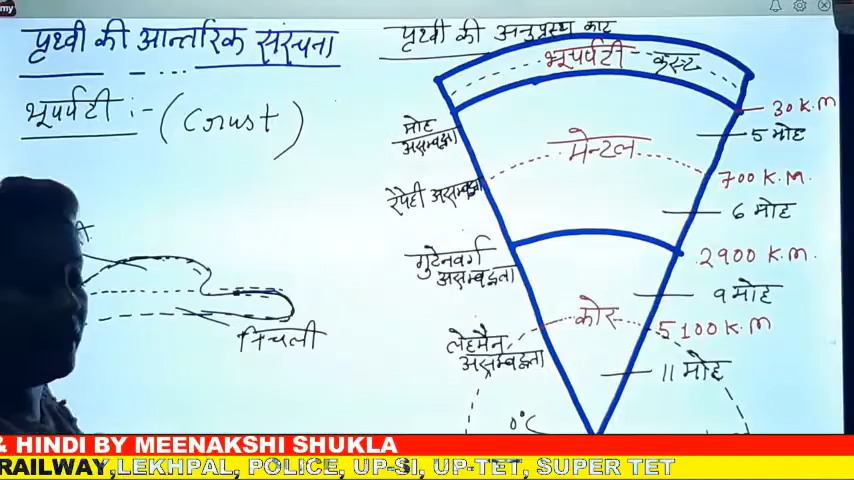 my
पृथ्वी की आन्तरिक संरचना
भूपर्पटी :- (Crust)
निचली
पृथ्वी की अनुप्रस्थ काट
भूपर्पटी क्रस्ट
30 K.M
मोह असम्बद्धता
5 मोह
मेन्टल
700 K.M.
रेपेटी असम्बद्धता
6 मोह
गुटेनवर्ग असम्बद्धता
2900 K.M.
9 मोह
कोर
5100 K.M
लेहमैन असम्बद्धता
11 मोह
0°C
& HINDI BY MEENAKSHI SHUKLA
RAILWAY,LEKHPAL, POLICE, UP-SI, UP-TET, SUPER TET